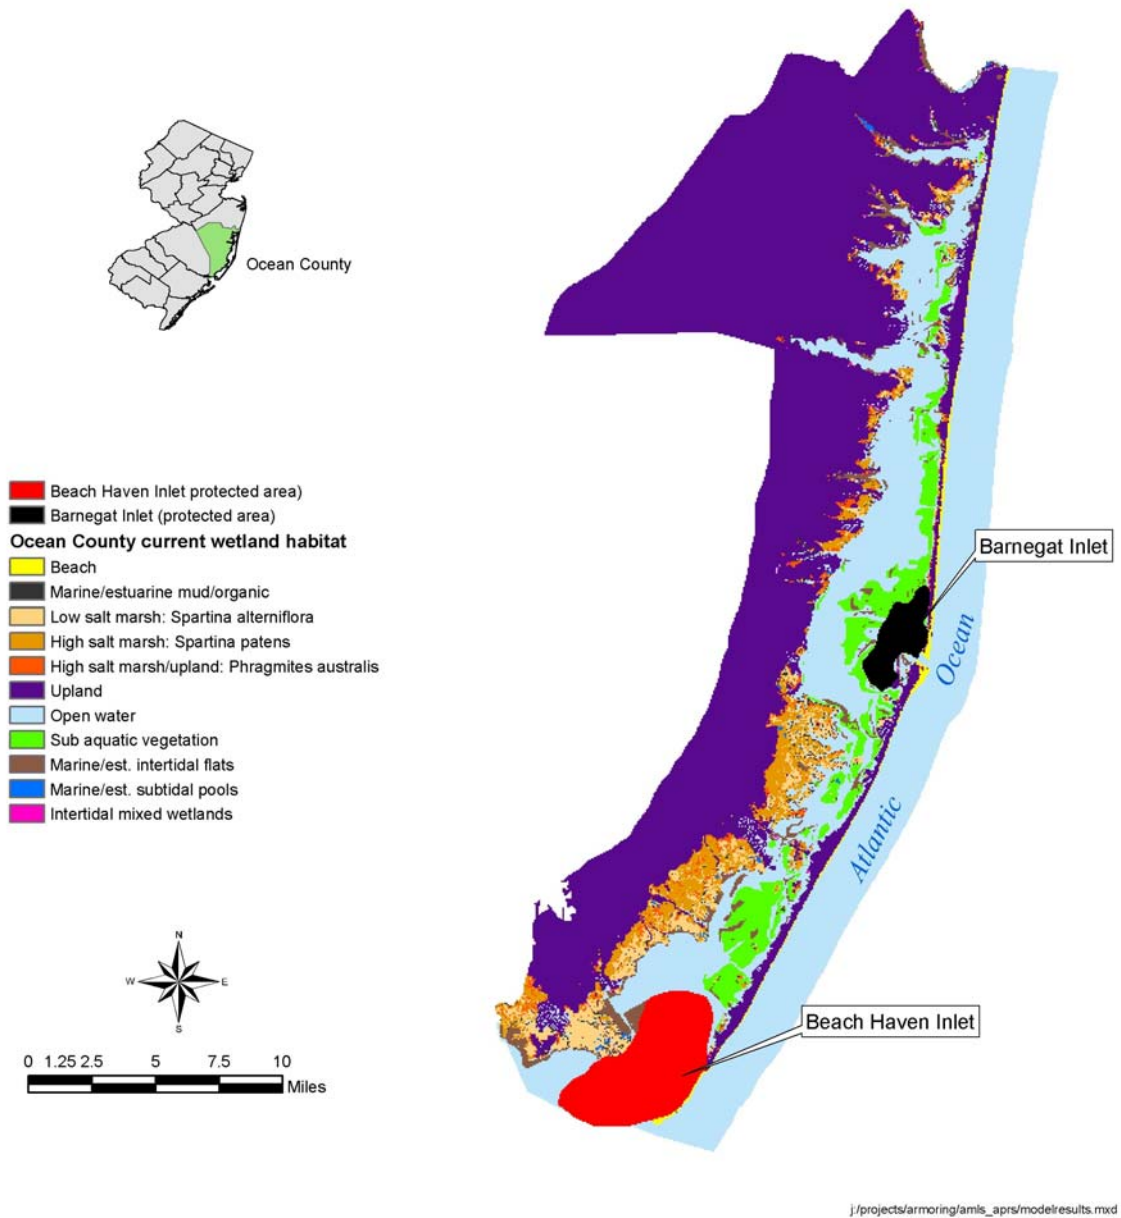 Ocean County
Beach Haven Inlet protected area)
Barnegat Inlet (protected area)
Ocean County current wetland habitat
Beach
Marine/estuarine mud/organic
Low salt marsh: Spartina alterniflora
High salt marsh: Spartina patens
High salt marsh/upland: Phragmites australis
Upland
Open water
Sub aquatic vegetation
Marine/est. intertidal flats
Marine/est. subtidal pools
Intertidal mixed wetlands
Barnegat Inlet
Ocean
Atlantic
Beach Haven Inlet
N
W
E
S
0 1.25 2.5 5 7.5 10
Miles
j:/projects/armoring/amls_aprs/modelresults.mxd